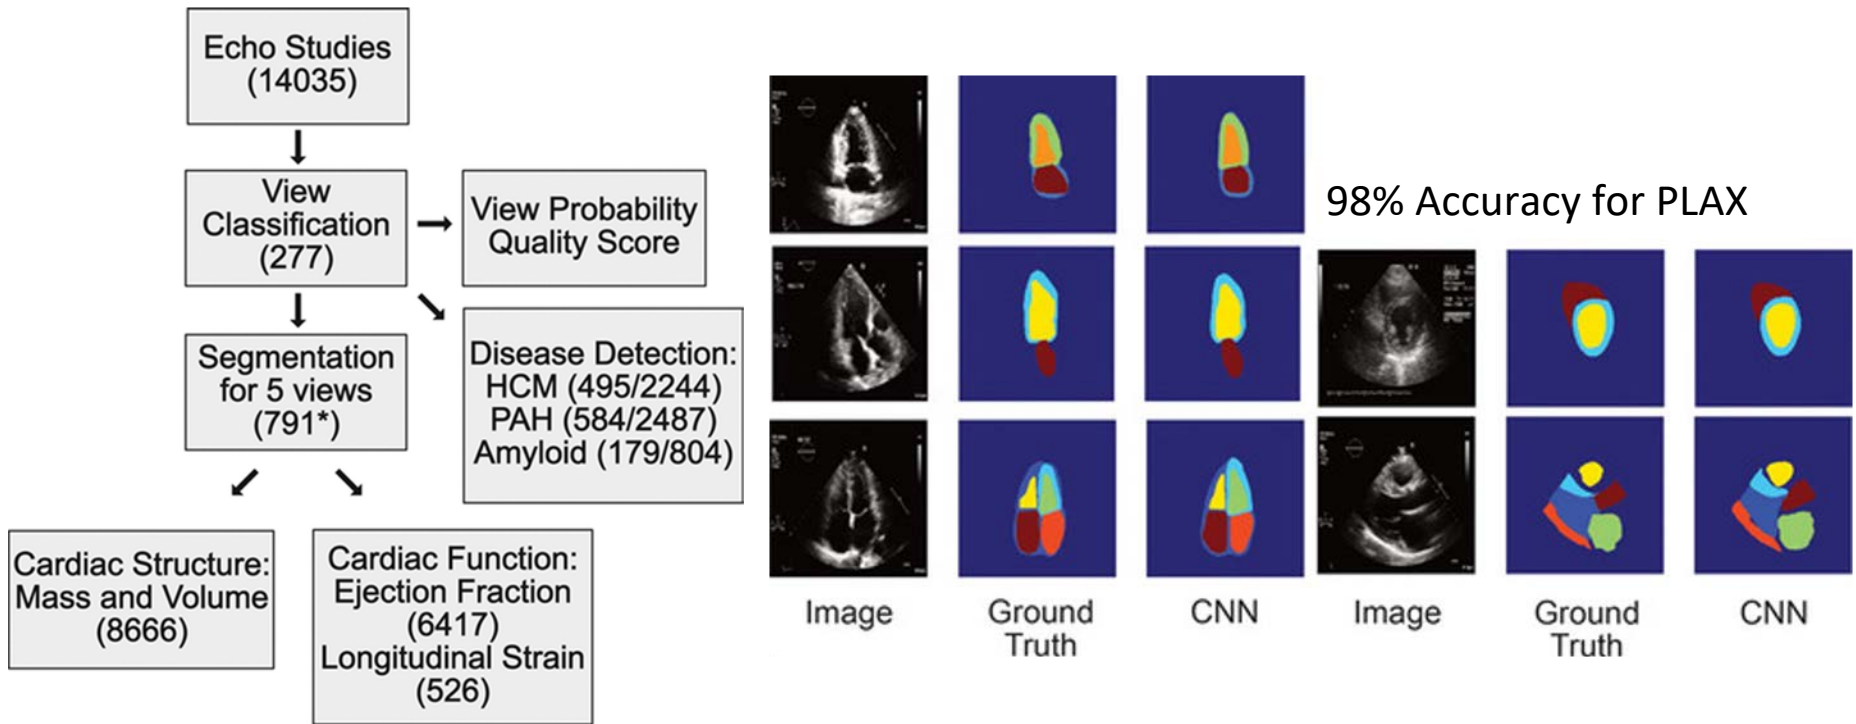 Echo Studies
(14035)
View
Classification
(277)
View Probability
Quality Score
Segmentation
for 5 views
(791*)
Disease Detection:
HCM (495/2244)
PAH (584/2487)
Amyloid (179/804)
Cardiac Structure:
Mass and Volume
(8666)
Cardiac Function:
Ejection Fraction
(6417)
Longitudinal Strain
(526)
98% Accuracy for PLAX
Image
Ground
Truth
CNN
Image
Ground
Truth
CNN